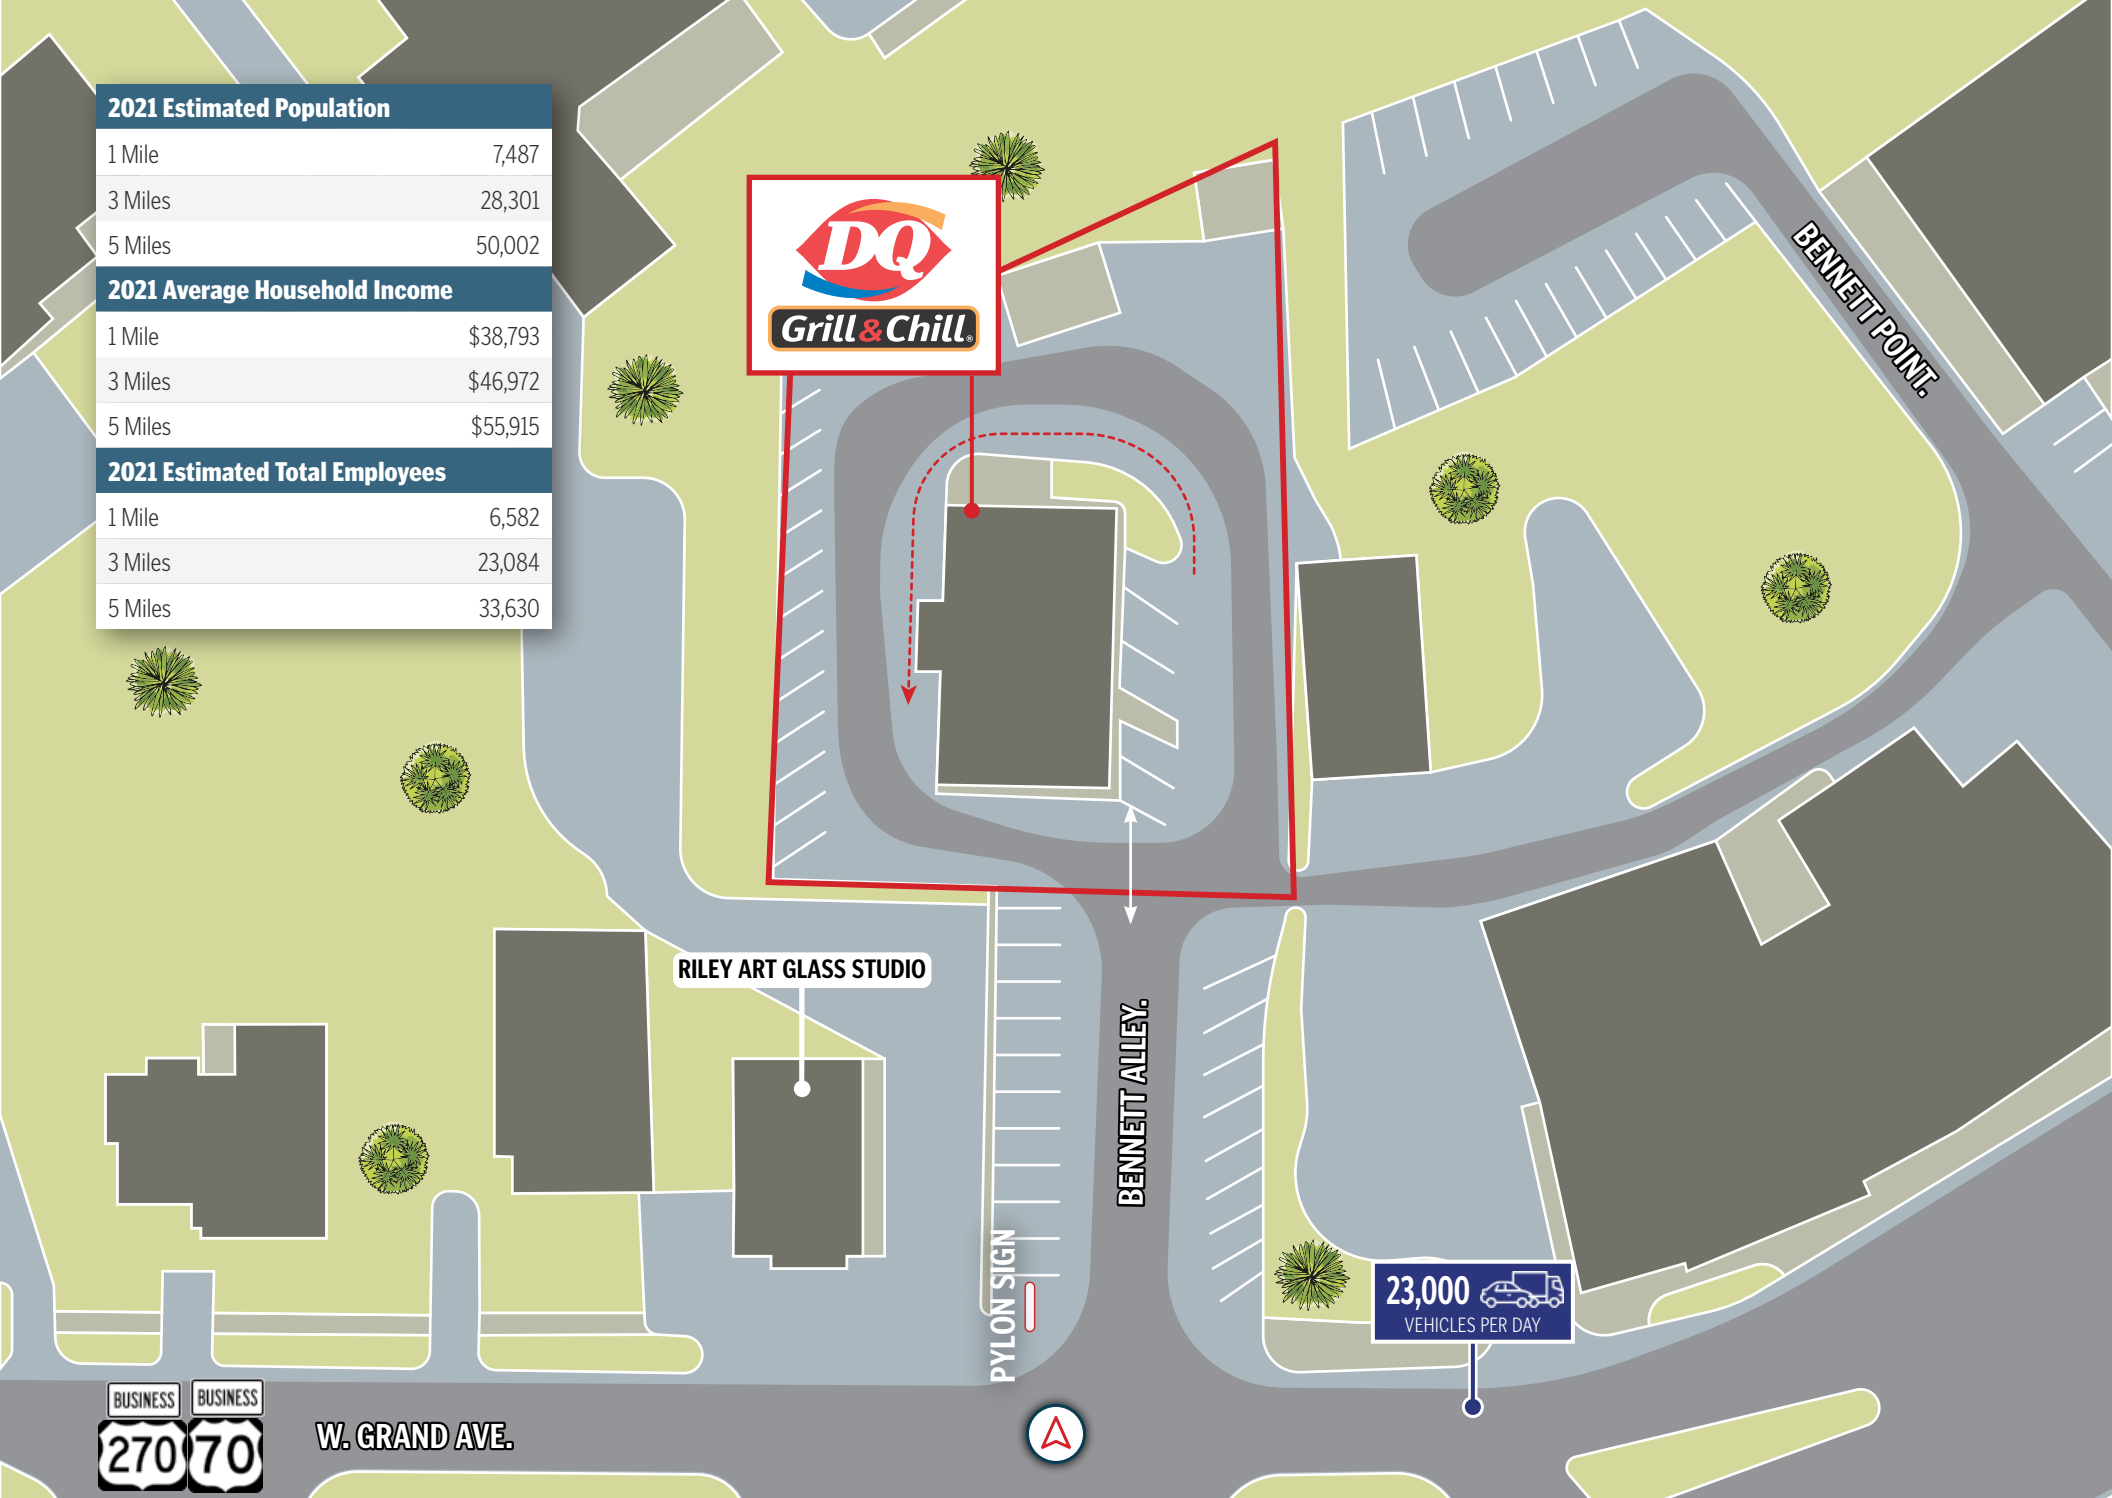 2021 Estimated Population
1 Mile 7,487
3 Miles 28,301
5 Miles 50,002
2021 Average Household Income
1 Mile $38,793
3 Miles $46,972
5 Miles $55,915
2021 Estimated Total Employees
1 Mile 6,582
3 Miles 23,084
5 Miles 33,630
DQ
Grill & Chill®
BENNETT POINT.
RILEY ART GLASS STUDIO
BENNETT ALLEY.
PYLON SIGN
23,000
VEHICLES PER DAY
BUSINESS BUSINESS
270 70
W. GRAND AVE.